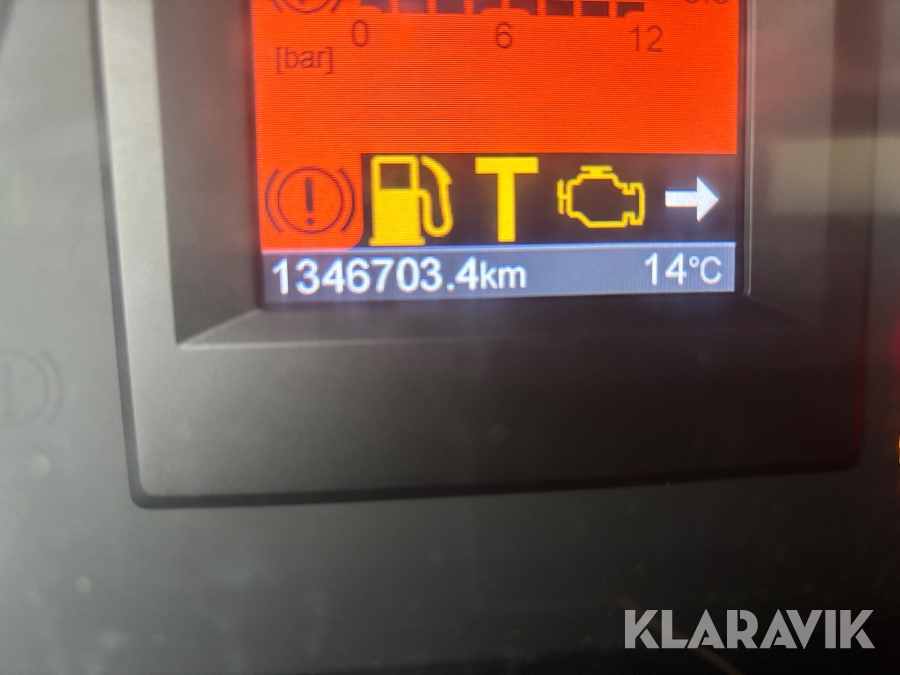 0 6 12
[bar]
T
1346703.4km 14°C
KLARAVIK